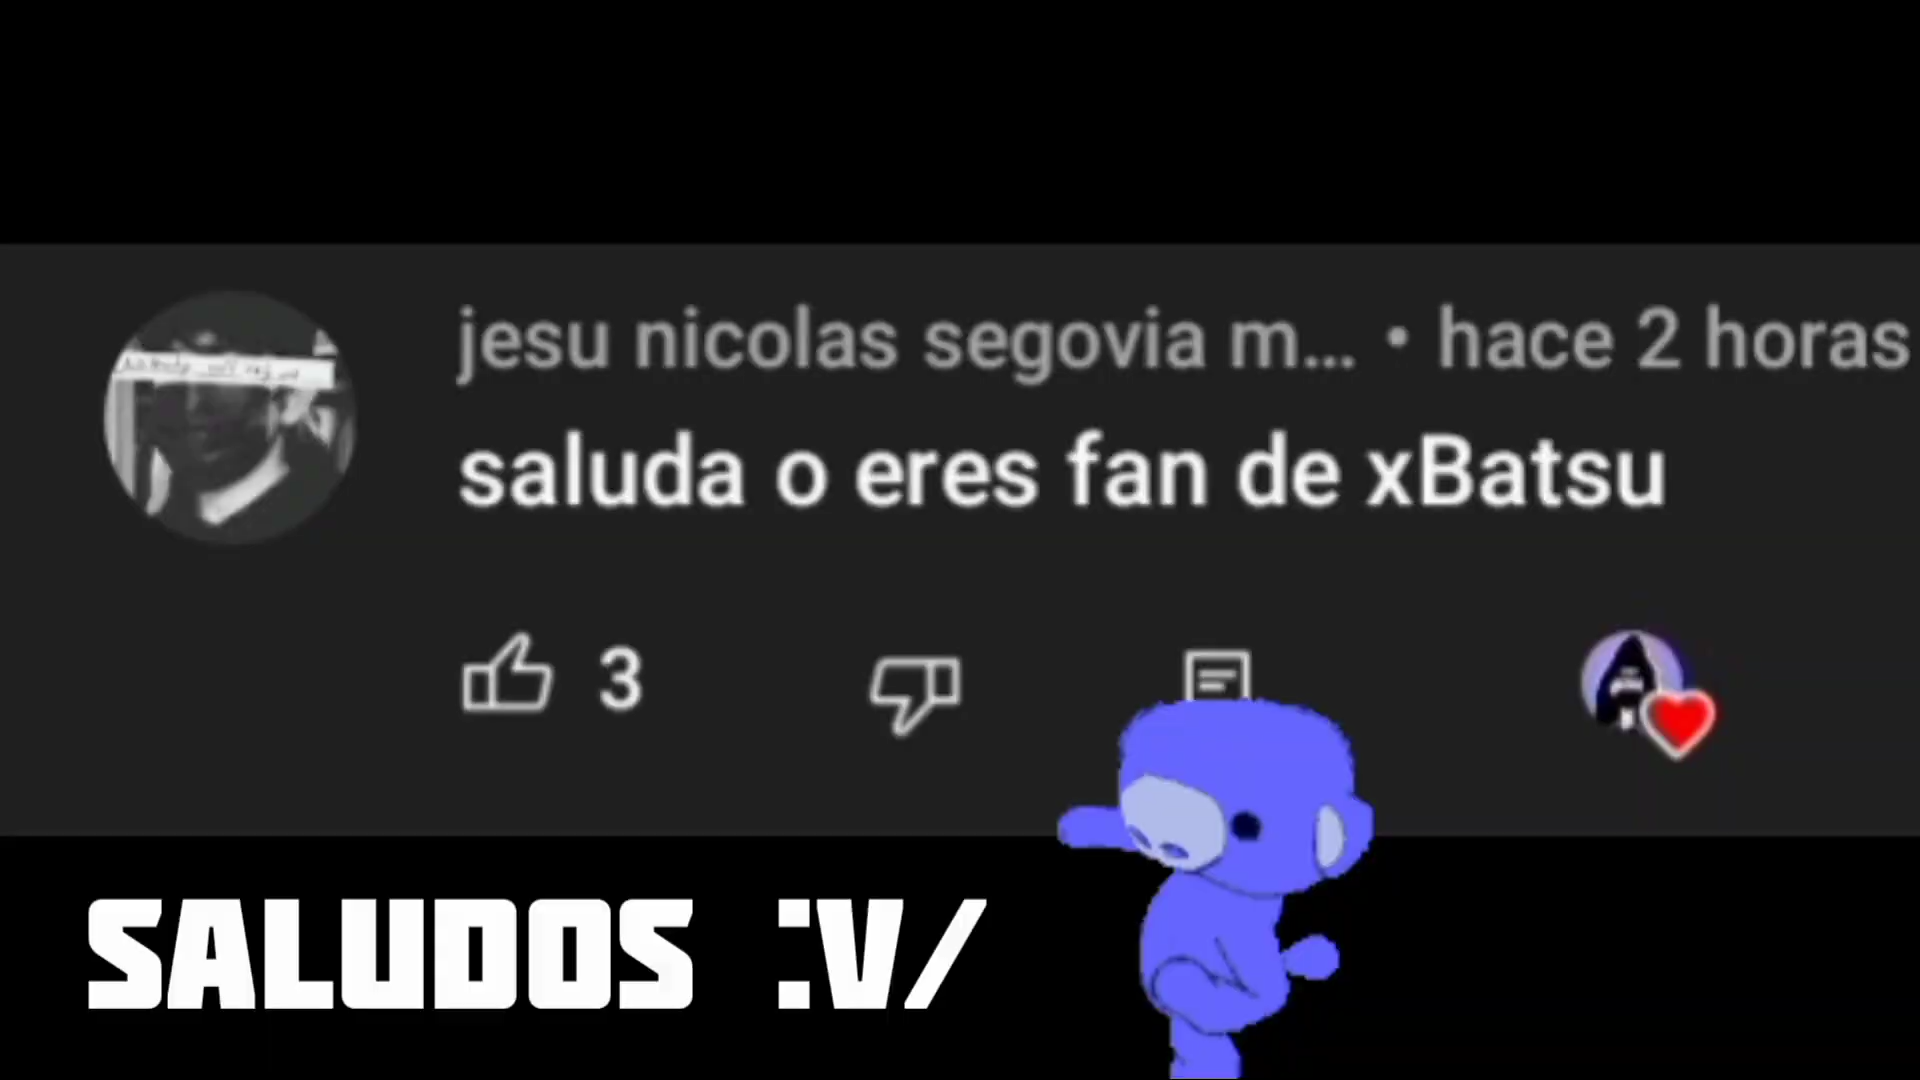 jesu nicolas segovia m... • hace 2 horas
saluda o eres fan de xBatsu
3
SALUDOS :V/